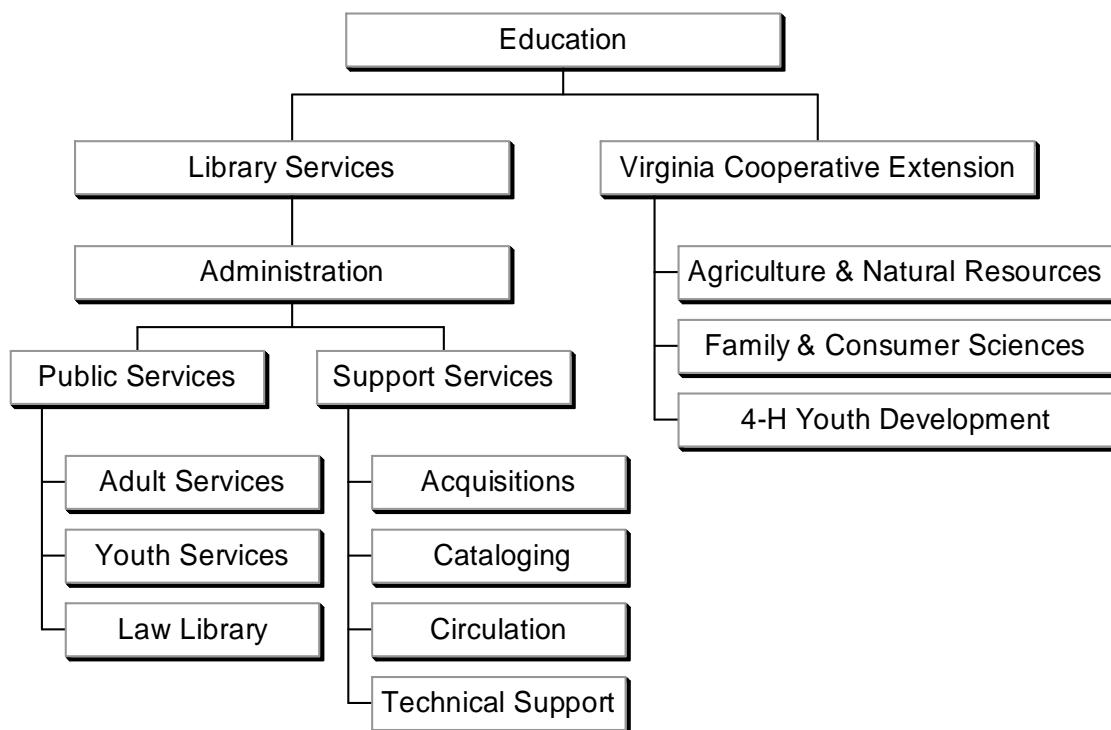 Education
Library Services
Virginia Cooperative Extension
Administration
Agriculture & Natural Resources
Family & Consumer Sciences
4-H Youth Development
Public Services
Support Services
Adult Services
Youth Services
Law Library
Acquisitions
Cataloging
Circulation
Technical Support